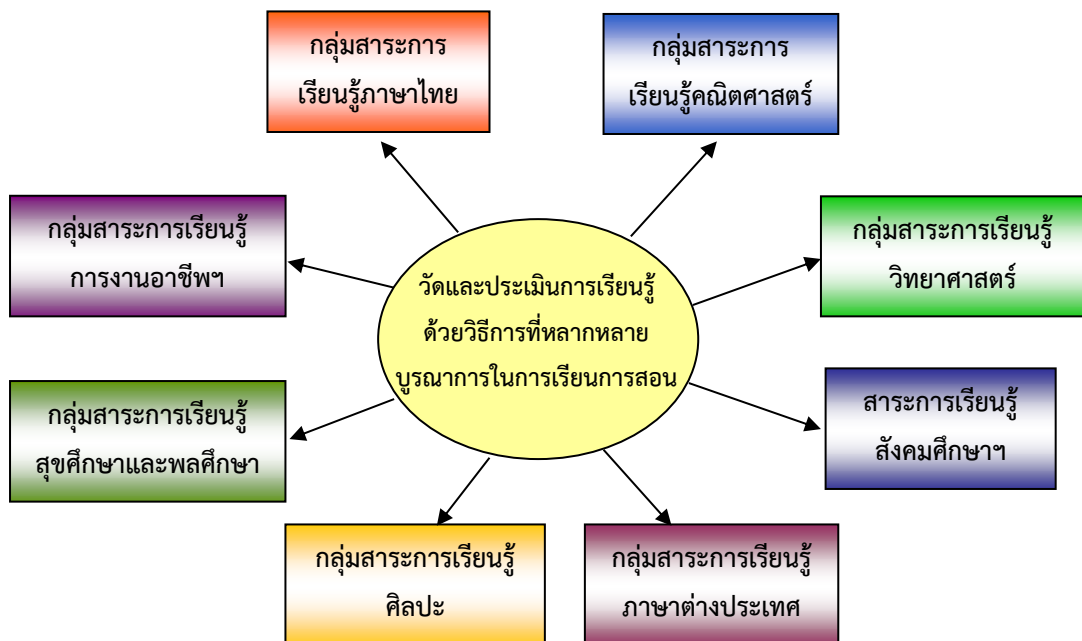 กลุ่มสาระการ
เรียนรู้ภาษาไทย
กลุ่มสาระการ
เรียนรู้คณิตศาสตร์
กลุ่มสาระการเรียนรู้
การงานอาชีพฯ
กลุ่มสาระการเรียนรู้
วิทยาศาสตร์
วัดและประเมินการเรียนรู้
ด้วยวิธีการที่หลากหลาย
บูรณาการในการเรียนการสอน
กลุ่มสาระการเรียนรู้
สุขศึกษาและพลศึกษา
สาระการเรียนรู้
สังคมศึกษาฯ
กลุ่มสาระการเรียนรู้
ศิลปะ
กลุ่มสาระการเรียนรู้
ภาษาต่างประเทศ